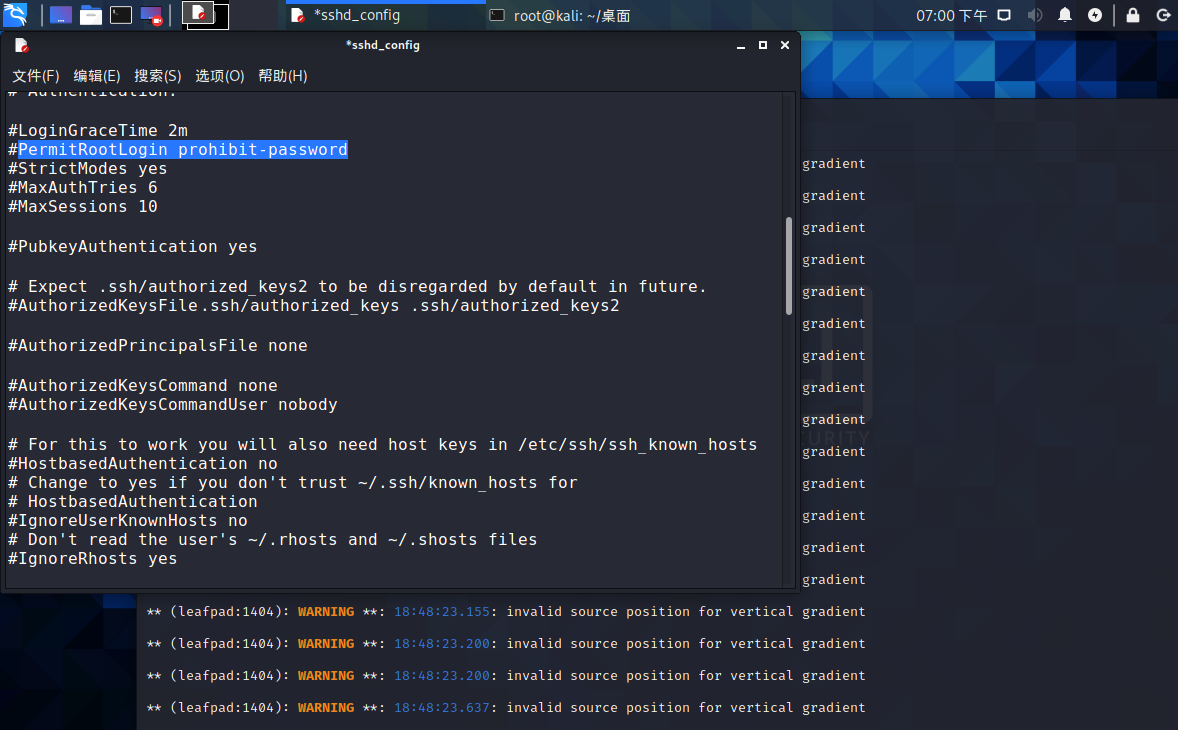 *sshd_config
root@kali: ~/桌面
07:00 下午
*sshd_config
文件(F) 编辑(E) 搜索(S) 选项(O) 帮助(H)
# Authentication:
#LoginGraceTime 2m
#PermitRootLogin prohibit-password
#StrictModes yes
#MaxAuthTries 6
#MaxSessions 10
#PubkeyAuthentication yes
# Expect .ssh/authorized_keys2 to be disregarded by default in future.
#AuthorizedKeysFile .ssh/authorized_keys .ssh/authorized_keys2
#AuthorizedPrincipalsFile none
#AuthorizedKeysCommand none
#AuthorizedKeysCommandUser nobody
# For this to work you will also need host keys in /etc/ssh/ssh_known_hosts
#HostbasedAuthentication no
# Change to yes if you don't trust ~/.ssh/known_hosts for
# HostbasedAuthentication
#IgnoreUserKnownHosts no
# Don't read the user's ~/.rhosts and ~/.shosts files
#IgnoreRhosts yes
gradient
gradient
gradient
gradient
gradient
gradient
gradient
gradient
gradient
gradient
gradient
gradient
gradient
gradient
** (leafpad:1404): WARNING **: 18:48:23.155: invalid source position for vertical gradient
** (leafpad:1404): WARNING **: 18:48:23.200: invalid source position for vertical gradient
** (leafpad:1404): WARNING **: 18:48:23.200: invalid source position for vertical gradient
** (leafpad:1404): WARNING **: 18:48:23.637: invalid source position for vertical gradient